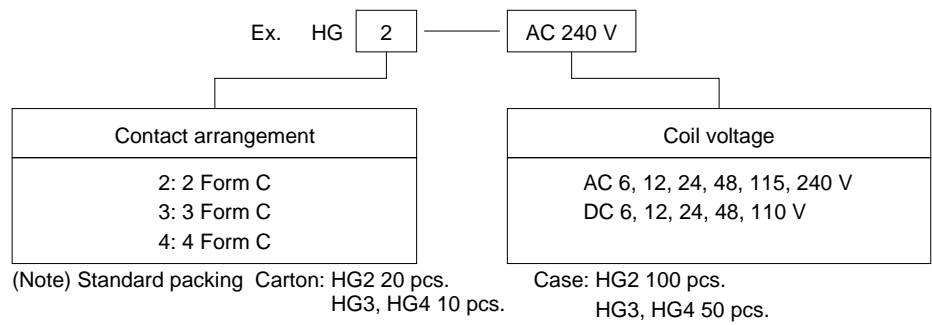 Ex. HG 2 AC 240 V
Contact arrangement
2: 2 Form C
3: 3 Form C
4: 4 Form C
Coil voltage
AC 6, 12, 24, 48, 115, 240 V
DC 6, 12, 24, 48, 110 V
(Note) Standard packing Carton: HG2 20 pcs. Case: HG2 100 pcs.
HG3, HG4 10 pcs. HG3, HG4 50 pcs.